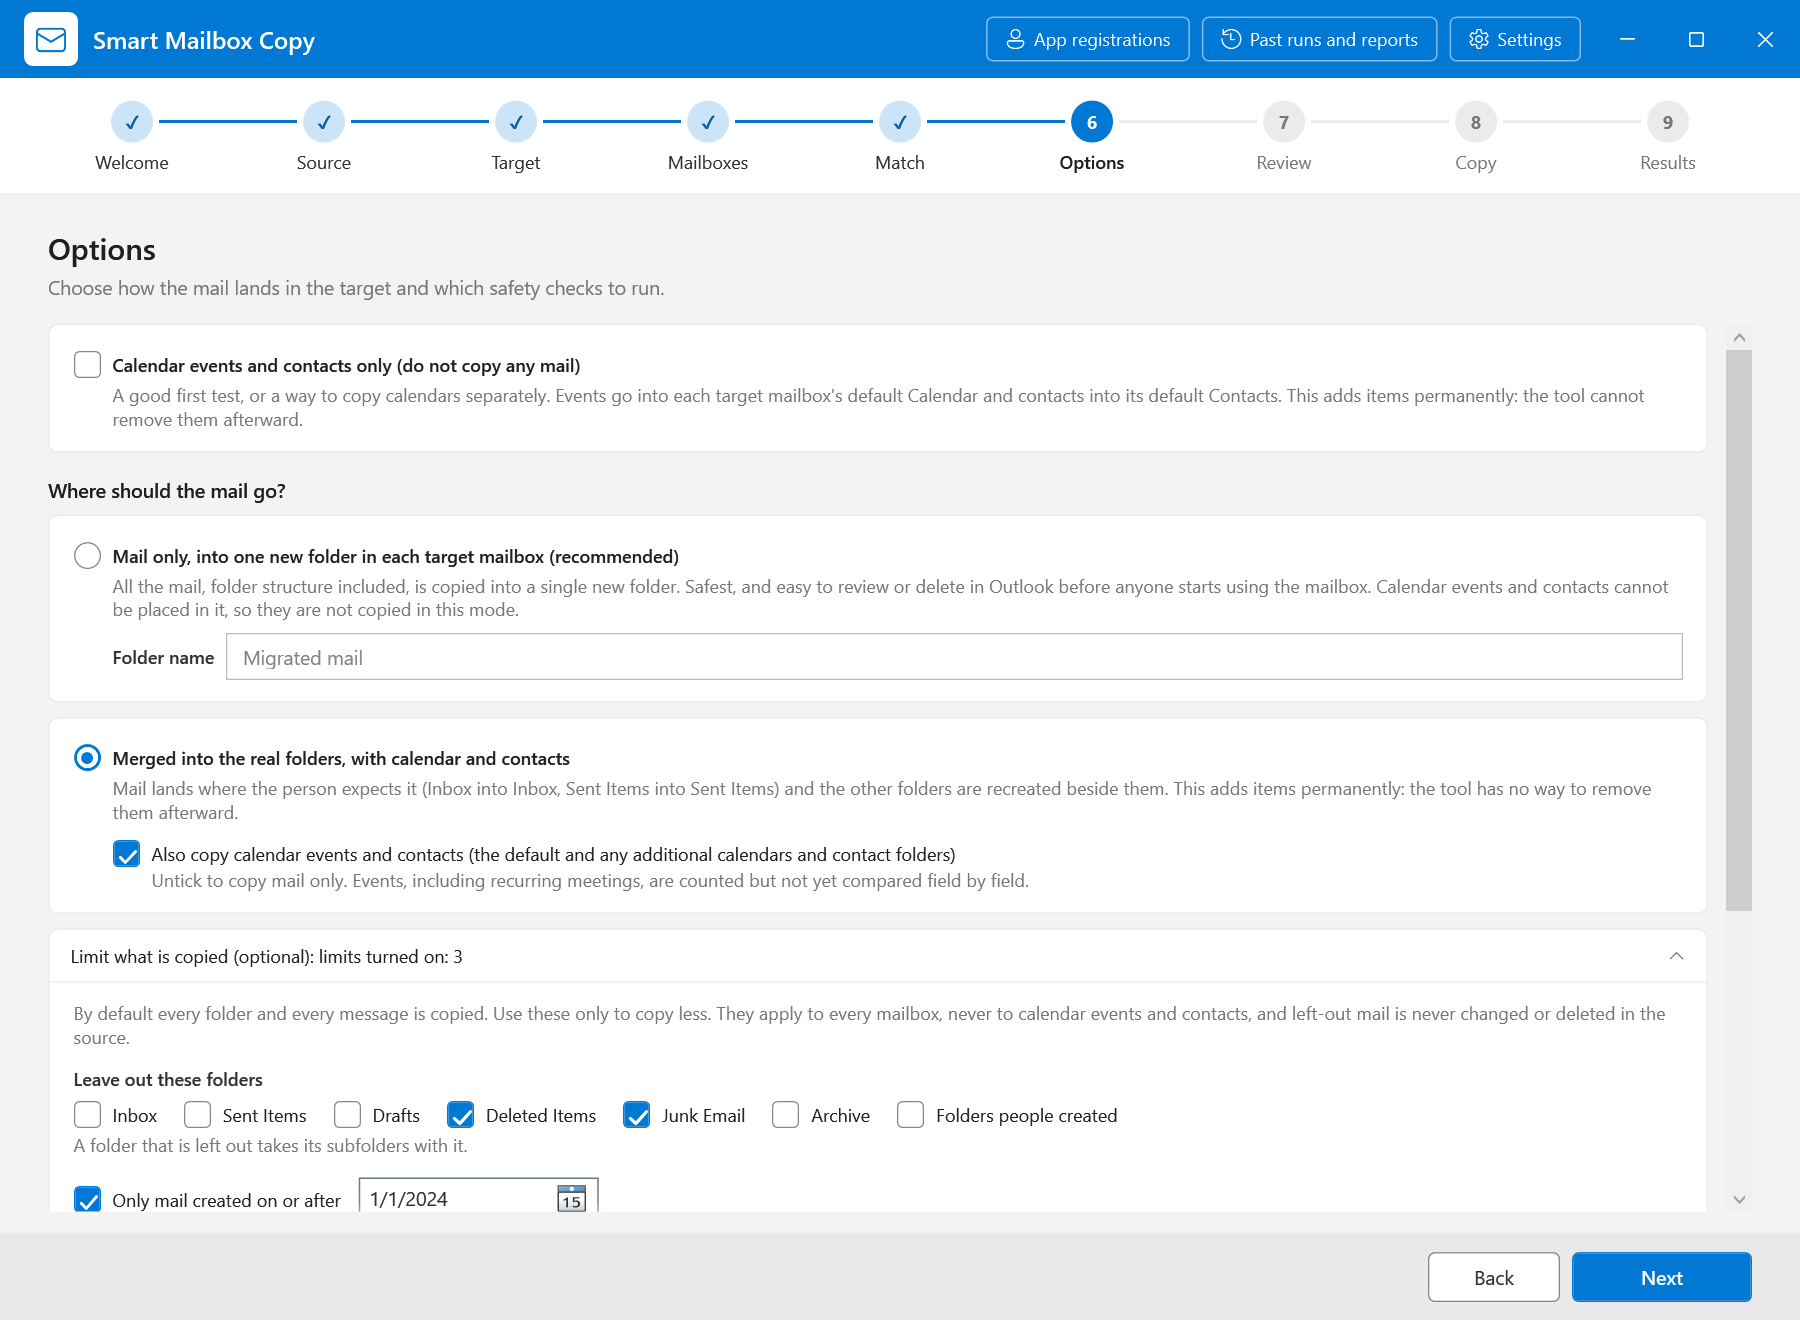 Smart Mailbox Copy
App registrations
Past runs and reports
Settings
Welcome
Source
Target
Mailboxes
Match
6
Options
7
Review
8
Copy
9
Results
Options
Choose how the mail lands in the target and which safety checks to run.
Calendar events and contacts only (do not copy any mail)
A good first test, or a way to copy calendars separately. Events go into each target mailbox's default Calendar and contacts into its default Contacts. This adds items permanently: the tool cannot
remove them afterward.
Where should the mail go?
Mail only, into one new folder in each target mailbox (recommended)
All the mail, folder structure included, is copied into a single new folder. Safest, and easy to review or delete in Outlook before anyone starts using the mailbox. Calendar events and contacts cannot
be placed in it, so they are not copied in this mode.
Folder name
Migrated mail
Merged into the real folders, with calendar and contacts
Mail lands where the person expects it (Inbox into Inbox, Sent Items into Sent Items) and the other folders are recreated beside them. This adds items permanently: the tool has no way to remove
them afterward.
Also copy calendar events and contacts (the default and any additional calendars and contact folders)
Untick to copy mail only. Events, including recurring meetings, are counted but not yet compared field by field.
Limit what is copied (optional): limits turned on: 3
By default every folder and every message is copied. Use these only to copy less. They apply to every mailbox, never to calendar events and contacts, and left-out mail is never changed or deleted in the
source.
Leave out these folders
Inbox
Sent Items
Drafts
Deleted Items
Junk Email
Archive
Folders people created
A folder that is left out takes its subfolders with it.
Only mail created on or after
1/1/2024
15
Back
Next